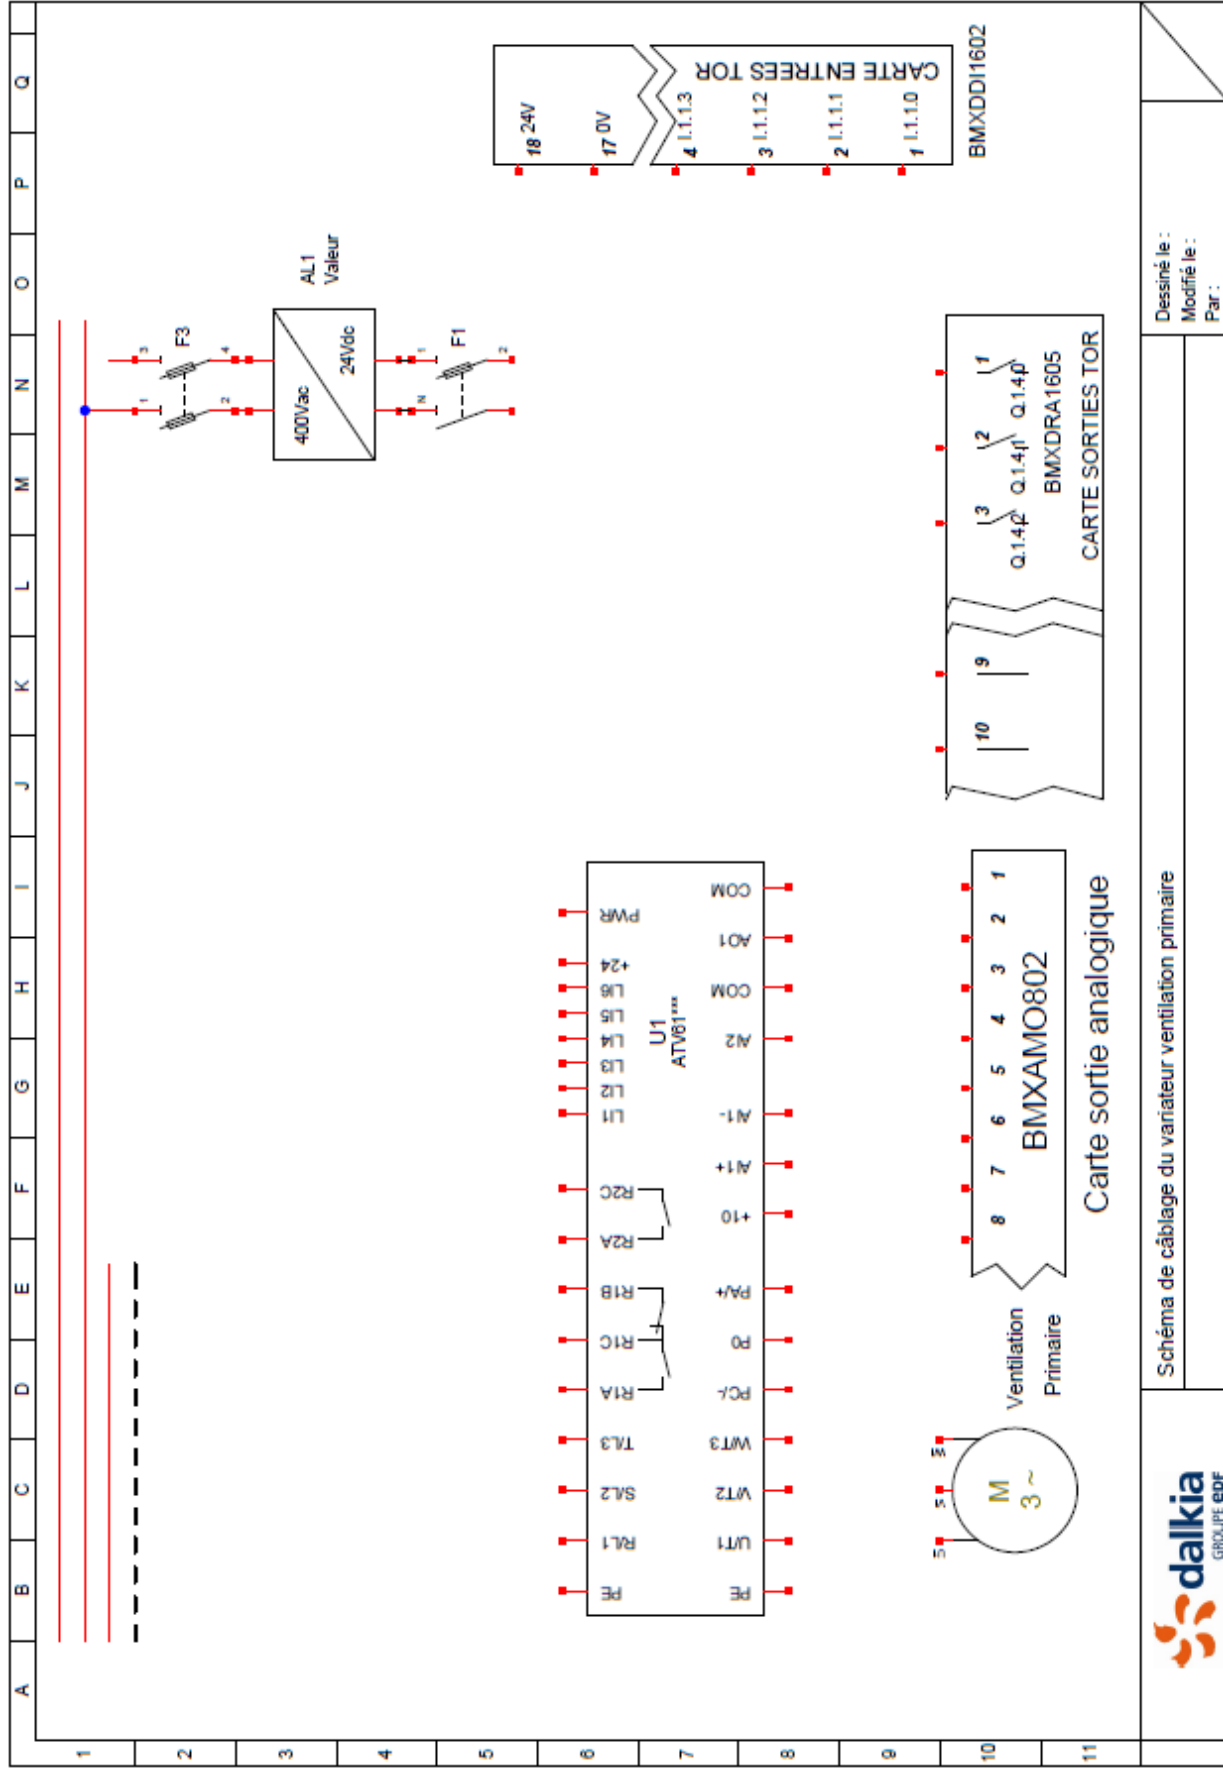 A B C D E F G H I J K L M N O P Q
1
2
3
4
5
6
7
8
9
10
11
1 3
F3
2 4
400Vac
24Vdc
AL1
Valeur
N 1
F1
2
18 24V
17 0V
4 I.1.1.3
3 I.1.1.2
2 I.1.1.1
1 I.1.1.0
CARTE ENTREES TOR
BMXDDI1602
PE R/L1 S/L2 T/L3 R1A R1C R1B R2A R2C LI1 LI2 LI3 LI4 LI5 LI6 +24 PWR
U1
ATV61***
PE U/T1 V/T2 W/T3 PC/- P0 PA/+ +10 AI1+ AI1- AI2 COM AO1 COM
M
3 ~
Ventilation
Primaire
8 7 6 5 4 3 2 1
BMXAMO802
Carte sortie analogique
10 9 3 2 1
Q.1.4.2 Q.1.4.1 Q.1.4.0
BMXDRA1605
CARTE SORTIES TOR
dalkia
GROUPE EDF
Schéma de câblage du variateur ventilation primaire
Dessiné le :
Modifié le :
Par :